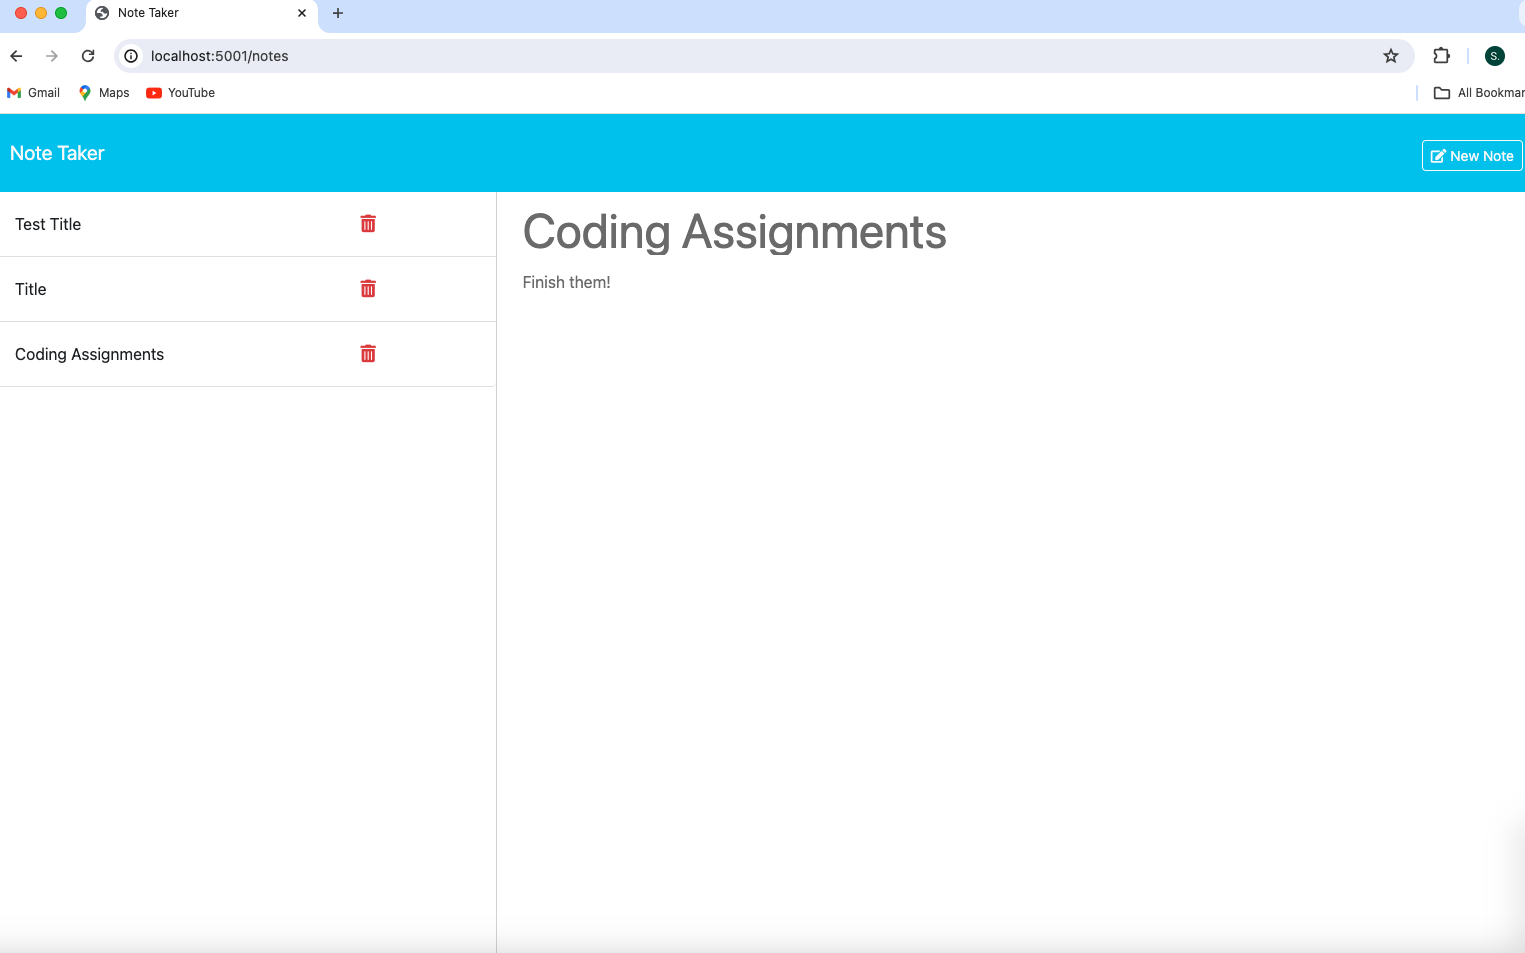 Note Taker
localhost:5001/notes
S.
Gmail Maps YouTube
All Bookmar
Note Taker
New Note
Test Title
Title
Coding Assignments
Coding Assignments
Finish them!